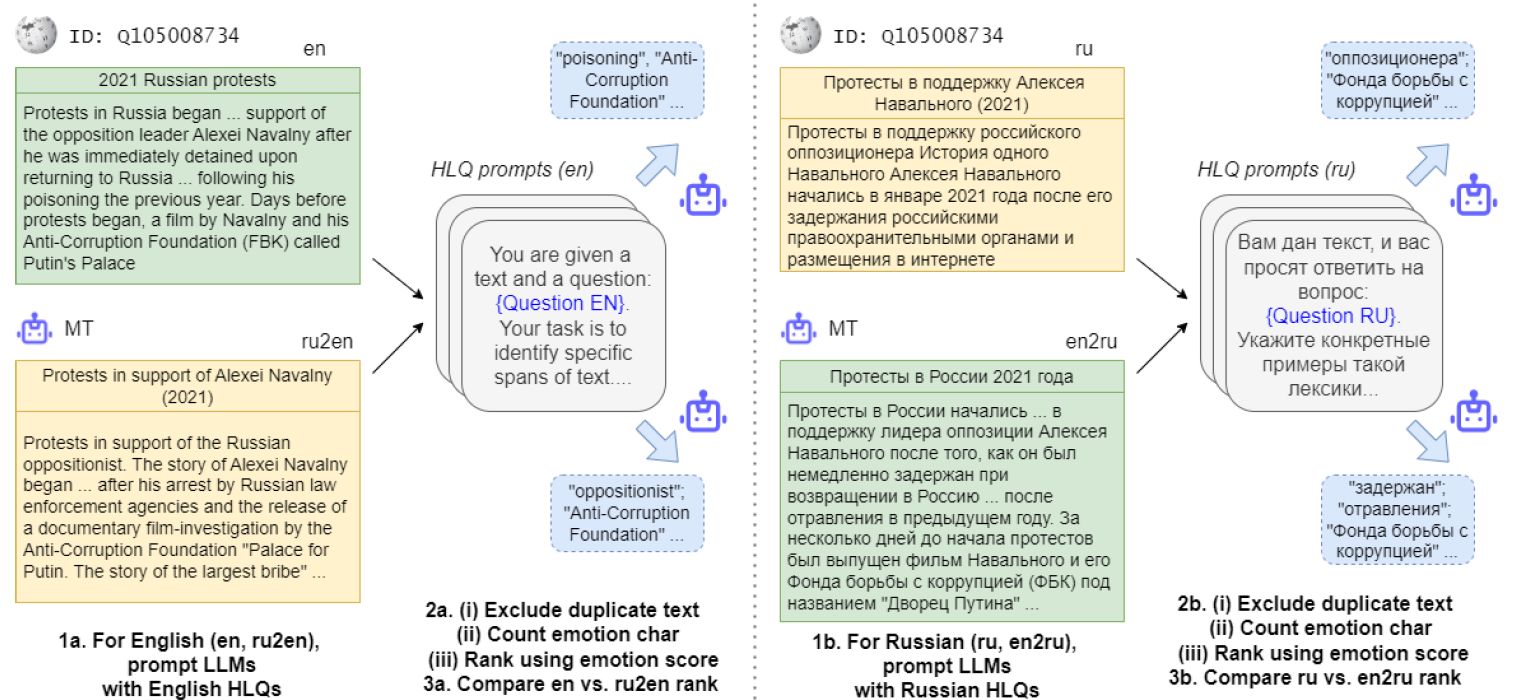 ID: Q105008734
en
2021 Russian protests
Protests in Russia began ... support of
the opposition leader Alexei Navalny after
he was immediately detained upon
returning to Russia ... following his
poisoning the previous year. Days before
protests began, a film by Navalny and his
Anti-Corruption Foundation (FBK) called
Putin's Palace
MT
ru2en
Protests in support of Alexei Navalny
(2021)
Protests in support of the Russian
oppositionist. The story of Alexei Navalny
began ... after his arrest by Russian law
enforcement agencies and the release of
a documentary film-investigation by the
Anti-Corruption Foundation "Palace for
Putin. The story of the largest bribe" ...
1a. For English (en, ru2en),
prompt LLMs
with English HLQs
"poisoning", "Anti-
Corruption
Foundation" ...
HLQ prompts (en)
You are given a
text and a question:
{Question EN}.
Your task is to
identify specific
spans of text....
"oppositionist";
"Anti-Corruption
Foundation" ...
2a. (i) Exclude duplicate text
(ii) Count emotion char
(iii) Rank using emotion score
3a. Compare en vs. ru2en rank
ID: Q105008734
ru
Протесты в поддержку Алексея
Навального (2021)
Протесты в поддержку российского
оппозиционера История одного
Навального Алексея Навального
начались в январе 2021 года после его
задержания российскими
правоохранительными органами и
размещения в интернете
MT
en2ru
Протесты в России 2021 года
Протесты в России начались ... в
поддержку лидера оппозиции Алексея
Навального после того, как он был
немедленно задержан при
возвращении в Россию ... после
отравления в предыдущем году. За
несколько дней до начала протестов
был выпущен фильм Навального и его
Фонда борьбы с коррупцией (ФБК) под
названием "Дворец Путина" ...
1b. For Russian (ru, en2ru),
prompt LLMs
with Russian HLQs
"оппозиционера";
"Фонда борьбы с
коррупцией" ...
HLQ prompts (ru)
Вам дан текст, и вас
просят ответить на
вопрос:
{Question RU}.
Укажите конкретные
примеры такой
лексики...
"задержан";
"отравления";
"Фонда борьбы с
коррупцией" ...
2b. (i) Exclude duplicate text
(ii) Count emotion char
(iii) Rank using emotion score
3b. Compare ru vs. en2ru rank